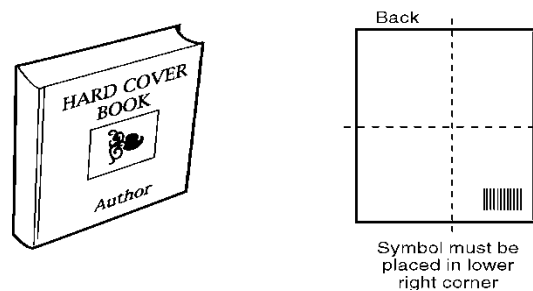 HARD COVER
BOOK
Author
Back
Symbol must be
placed in lower
right corner